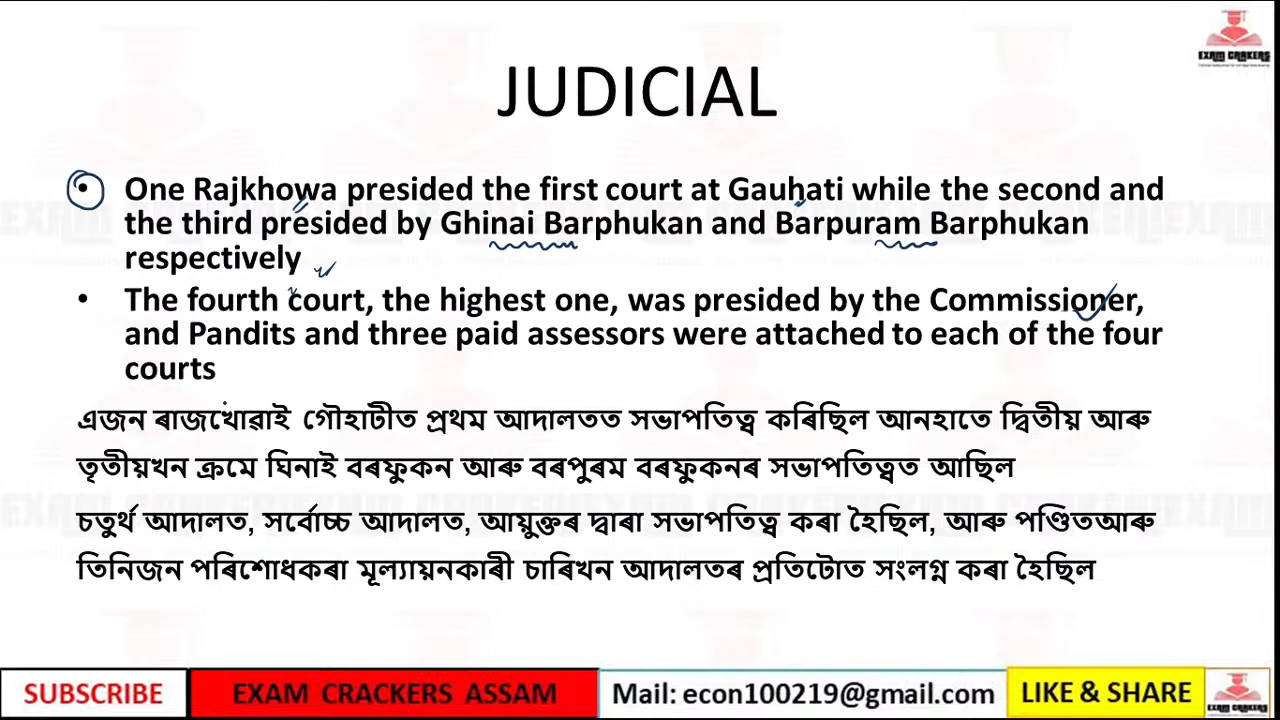 EXAM CRAKERS
JUDICIAL
• One Rajkhowa presided the first court at Gauhati while the second and
the third presided by Ghinai Barphukan and Barpuram Barphukan
respectively
• The fourth court, the highest one, was presided by the Commissioner,
and Pandits and three paid assessors were attached to each of the four
courts
এজন ৰাজখোৱাই গৌহাটীত প্ৰথম আদালতত সভাপতিত্ব কৰিছিল আনহাতে দ্বিতীয় আৰু
তৃতীয়খন ক্ৰমে ঘিনাই বৰফুকন আৰু বৰপুৰম বৰফুকনৰ সভাপতিত্বত আছিল
চতুৰ্থ আদালত, সৰ্বোচ্চ আদালত, আয়ুক্তৰ দ্বাৰা সভাপতিত্ব কৰা হৈছিল, আৰু পণ্ডিতআৰু
তিনিজন পৰিশোধকৰা মূল্যায়নকাৰী চাৰিখন আদালতৰ প্ৰতিটোত সংলগ্ন কৰা হৈছিল
SUBSCRIBE EXAM CRACKERS ASSAM Mail: econ100219@gmail.com LIKE & SHARE EXAM CRAKERS